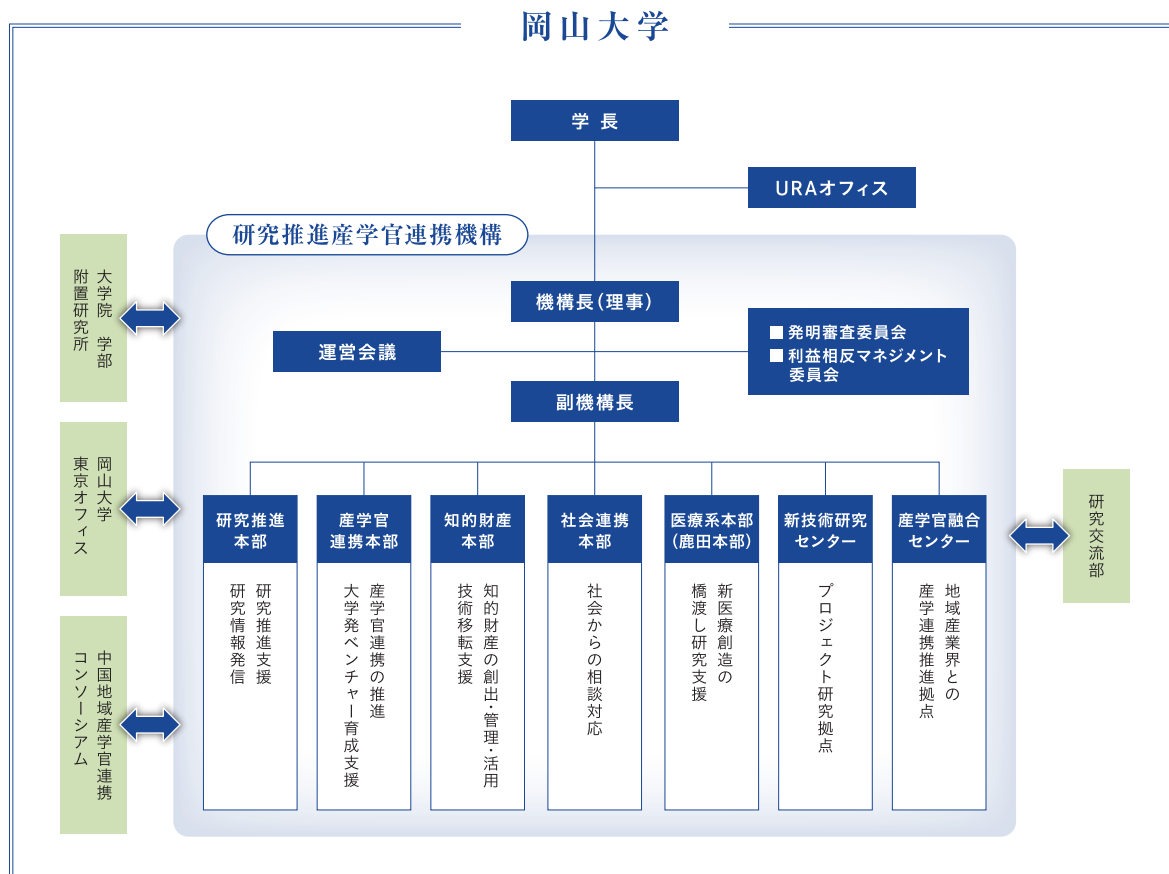 岡山大学
学長
URAオフィス
研究推進産学官連携機構
機構長（理事）
運営会議
■発明審査委員会
■利益相反マネジメント
委員会
副機構長
大学院　学部
附置研究所
岡山大学
東京オフィス
中国地域産学官連携
コンソーシアム
研究推進
本部
研究推進支援
研究情報発信
産学官
連携本部
産学官連携の推進
大学発ベンチャー育成支援
知的財産
本部
知的財産の創出・管理・活用
技術移転支援
社会連携
本部
社会からの相談対応
医療系本部
（鹿田本部）
新医療創造の
橋渡し研究支援
新技術研究
センター
プロジェクト研究拠点
産学官融合
センター
地域産業界との
産学連携推進拠点
研究交流部